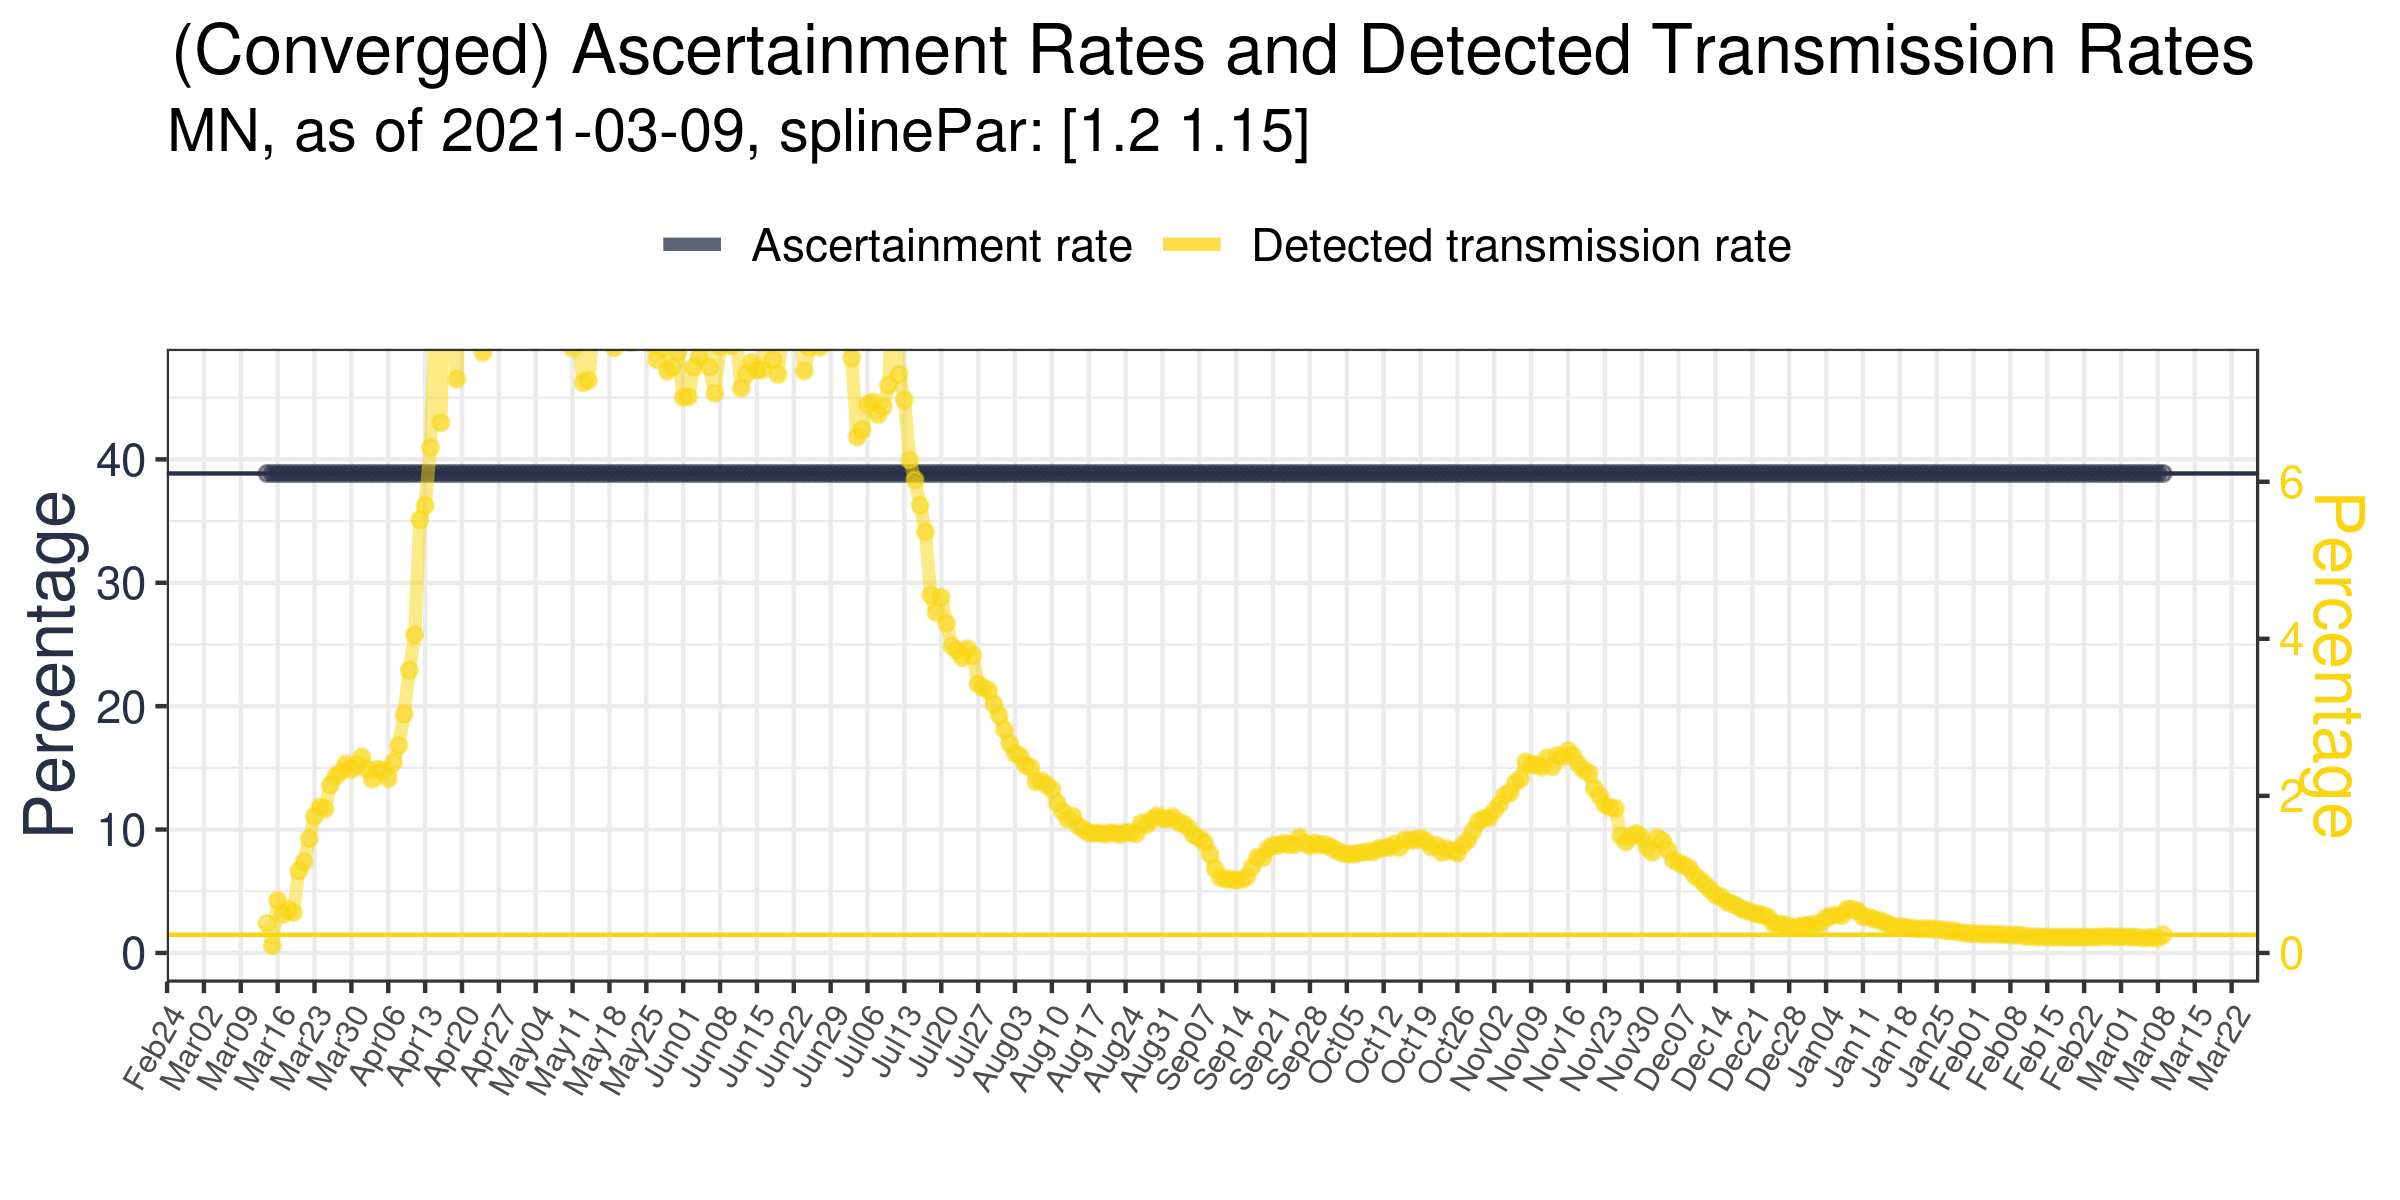 (Converged) Ascertainment Rates and Detected Transmission Rates
MN, as of 2021-03-09, splinePar: [1.2 1.15]
Ascertainment rate Detected transmission rate
Percentage
40
30
20
10
0
6
4
2
0
Percentage
Feb24 Mar02 Mar09 Mar16 Mar23 Mar30 Apr06 Apr13 Apr20 Apr27 May04 May11 May18 May25 Jun01 Jun08 Jun15 Jun22 Jun29 Jul06 Jul13 Jul20 Jul27 Aug03 Aug10 Aug17 Aug24 Aug31 Sep07 Sep14 Sep21 Sep28 Oct05 Oct12 Oct19 Oct26 Nov02 Nov09 Nov16 Nov23 Nov30 Dec07 Dec14 Dec21 Dec28 Jan04 Jan11 Jan18 Jan25 Feb01 Feb08 Feb15 Feb22 Mar01 Mar08 Mar15 Mar22